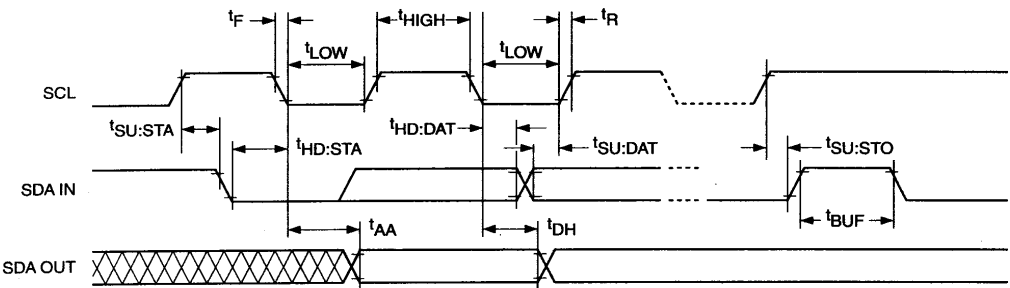 tF tHIGH tR
tLOW tLOW
SCL
tSU:STA tHD:STA tHD:DAT tSU:DAT tSU:STO
SDA IN
tBUF
tAA tDH
SDA OUT